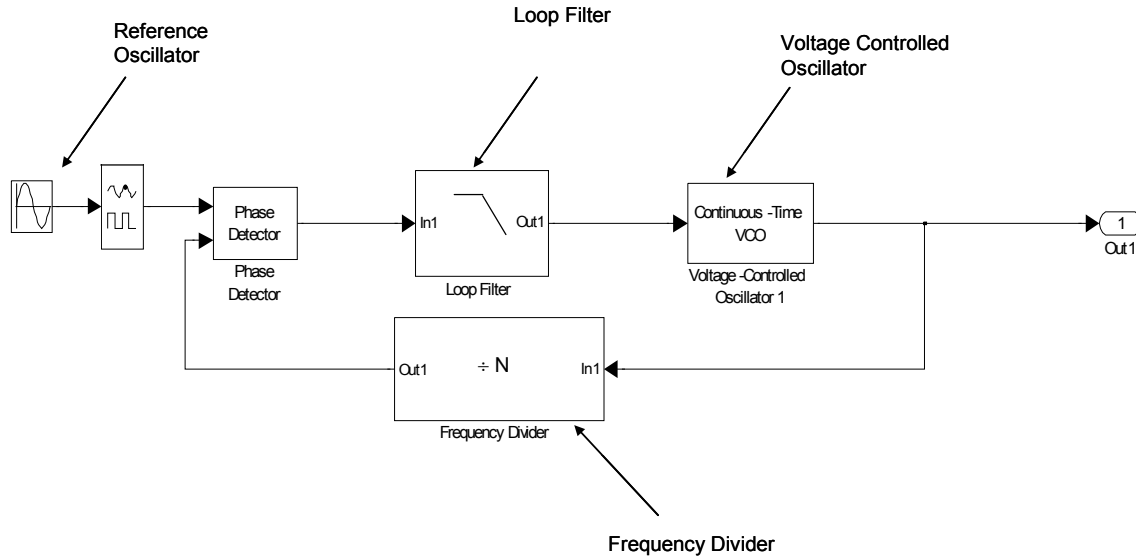 Loop Filter
Reference
Oscillator
Voltage Controlled
Oscillator
Phase
Detector
Phase
Detector
In1
Out1
Loop Filter
Continuous -Time
VCO
Voltage -Controlled
Oscillator 1
1
Out1
Out1
÷ N
In1
Frequency Divider
Frequency Divider